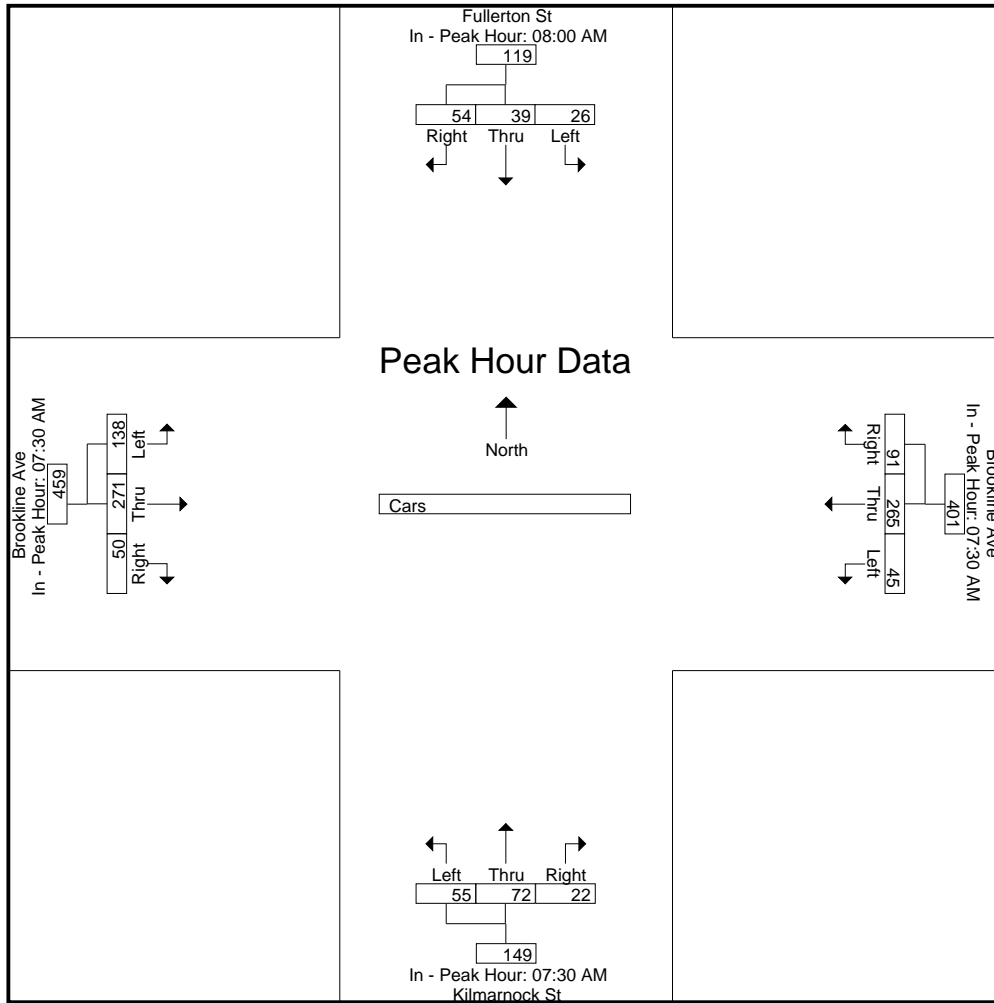 Fullerton St
In - Peak Hour: 08:00 AM
119
54 39 26
Right Thru Left
Peak Hour Data
North
Cars
Brookline Ave
In - Peak Hour: 07:30 AM
459
138 271 50
Left Thru Right
Brookline Ave
In - Peak Hour: 07:30 AM
401
91 265 45
Right Thru Left
Left Thru Right
55 72 22
149
In - Peak Hour: 07:30 AM
Kilmarnock St